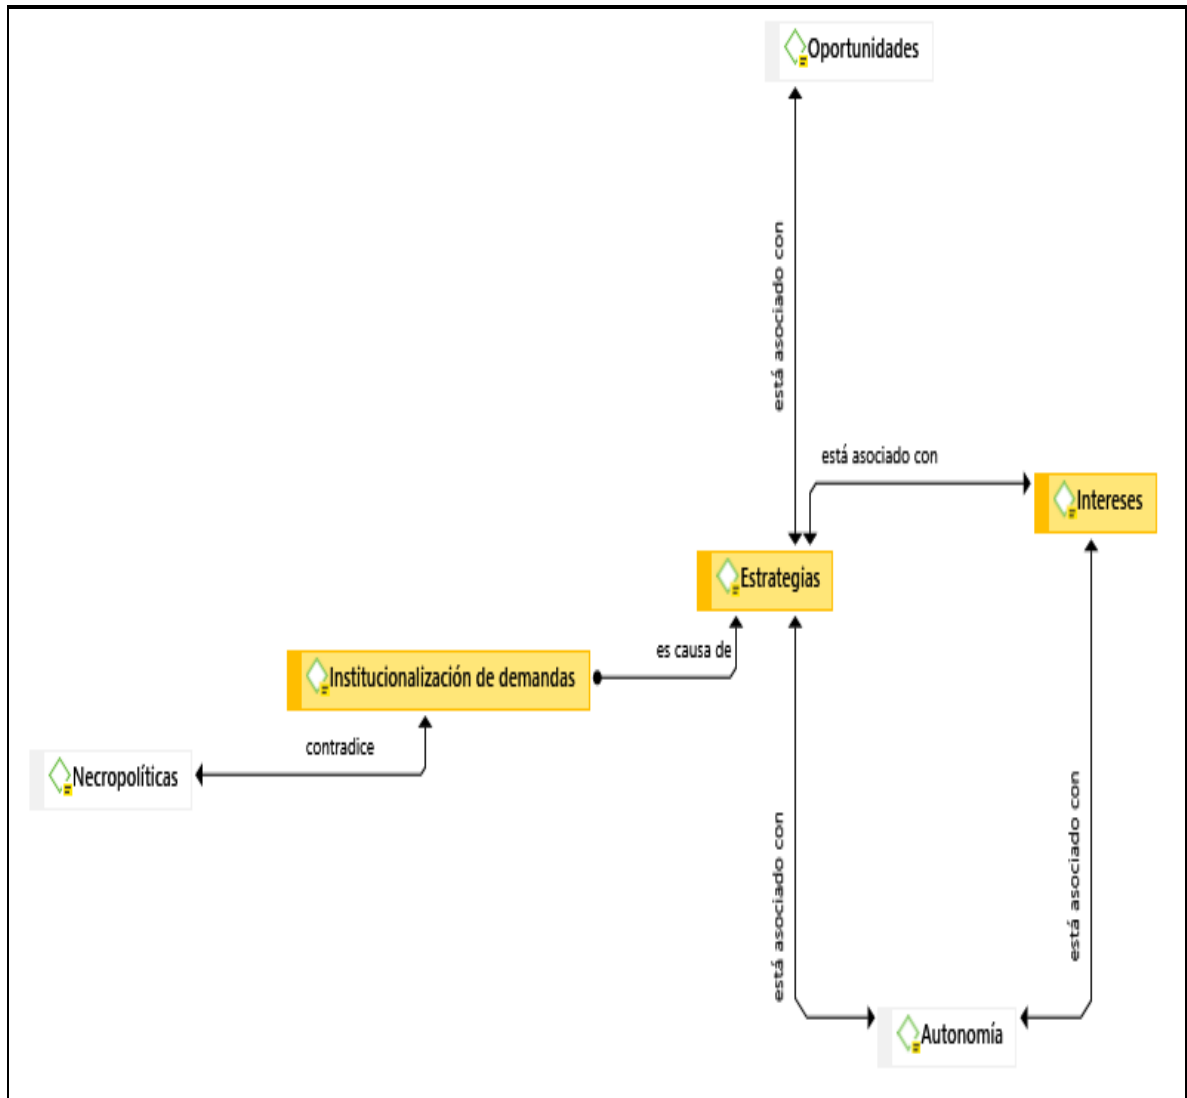 Oportunidades
está asociado con
está asociado con
Intereses
Estrategias
es causa de
Institucionalización de demandas
contradice
Necropolíticas
está asociado con
está asociado con
Autonomía